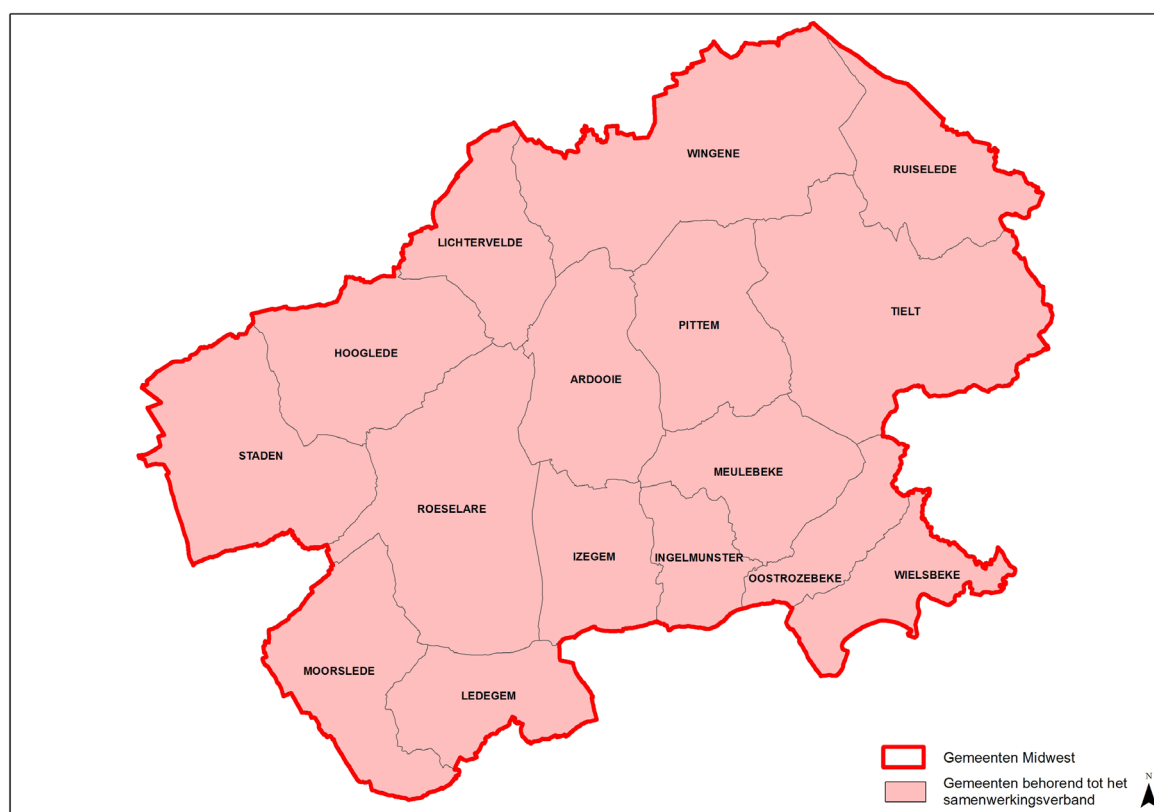 WINGENE
RUISELEDE
LICHTERVELDE
TIELT
PITTEM
HOOGLEDE
ARDOOIE
STADEN
MEULEBEKE
ROESELARE
IZEGEM
INGELMUNSTER
OOSTROZEBEKE
WIELSBEKE
MOORSLEDE
LEDEGEM
Gemeenten Midwest
Gemeenten behorend tot het
samenwerkingsverband
N